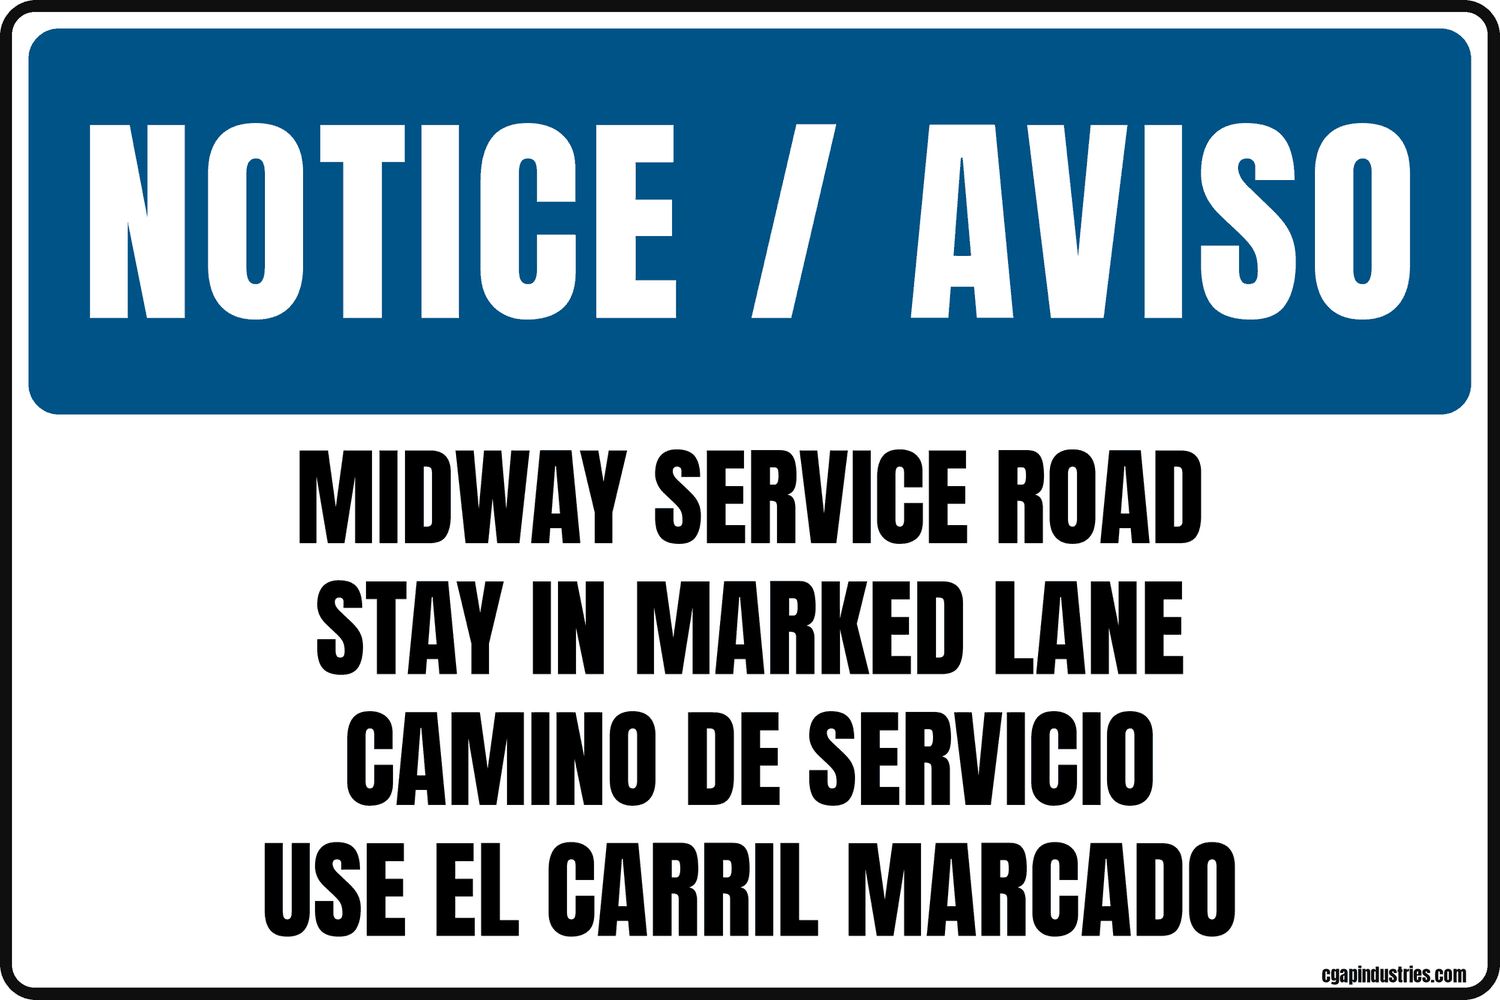 NOTICE / AVISO
MIDWAY SERVICE ROAD
STAY IN MARKED LANE
CAMINO DE SERVICIO
USE EL CARRIL MARCADO
cgapindustries.com